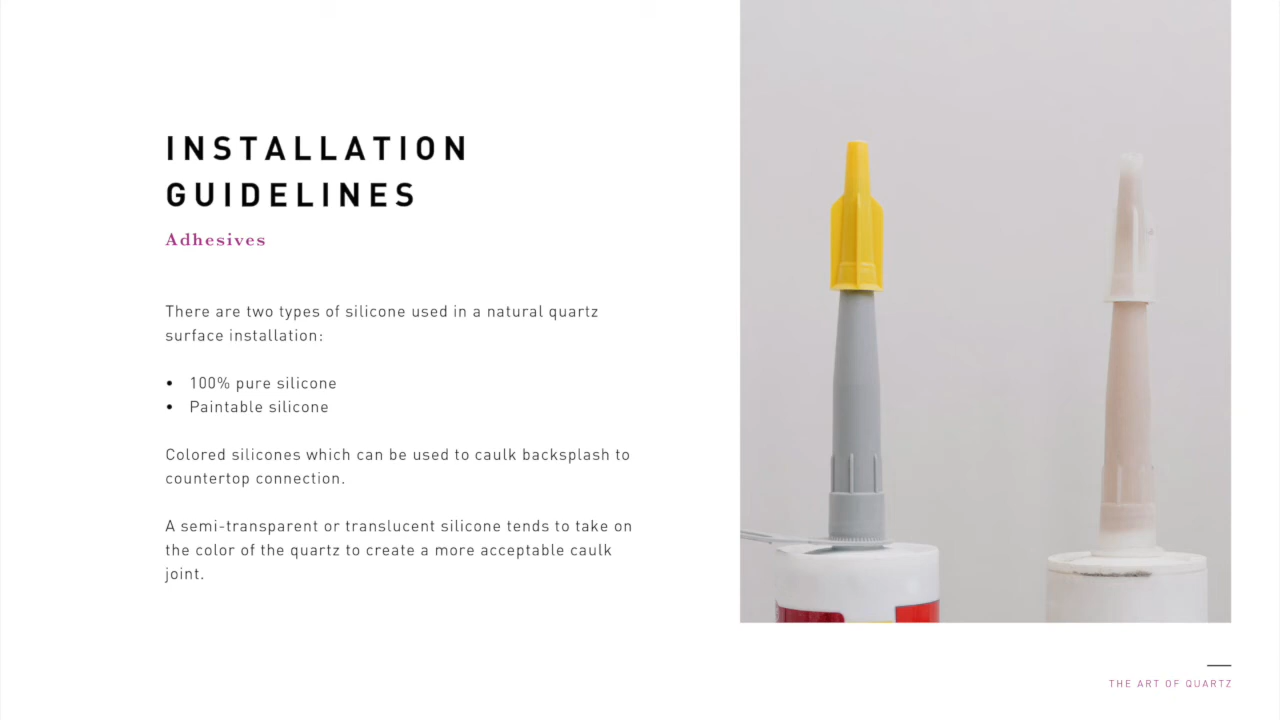 INSTALLATION
GUIDELINES
Adhesives
There are two types of silicone used in a natural quartz
surface installation:
• 100% pure silicone
• Paintable silicone
Colored silicones which can be used to caulk backsplash to
countertop connection.
A semi-transparent or translucent silicone tends to take on
the color of the quartz to create a more acceptable caulk
joint.
THE ART OF QUARTZ